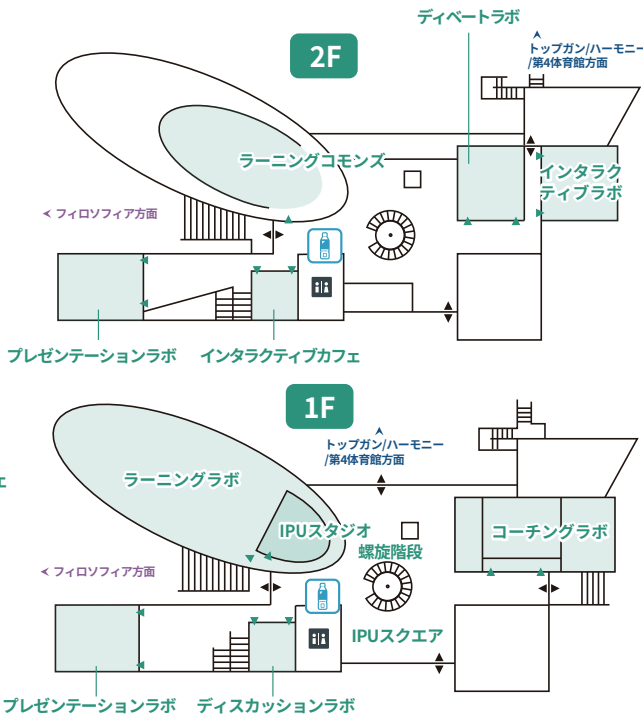 ディベートラボ
2F
トップガン/ハーモニー
/第4体育館方面
ラーニングコモンズ
インタラク
ティブラボ
フィロソフィア方面
プレゼンテーションラボ
インタラクティブカフェ
1F
トップガン/ハーモニー
/第4体育館方面
ェ
ラーニングラボ
IPUスタジオ
コーチングラボ
螺旋階段
フィロソフィア方面
IPUスクエア
プレゼンテーションラボ
ディスカッションラボ